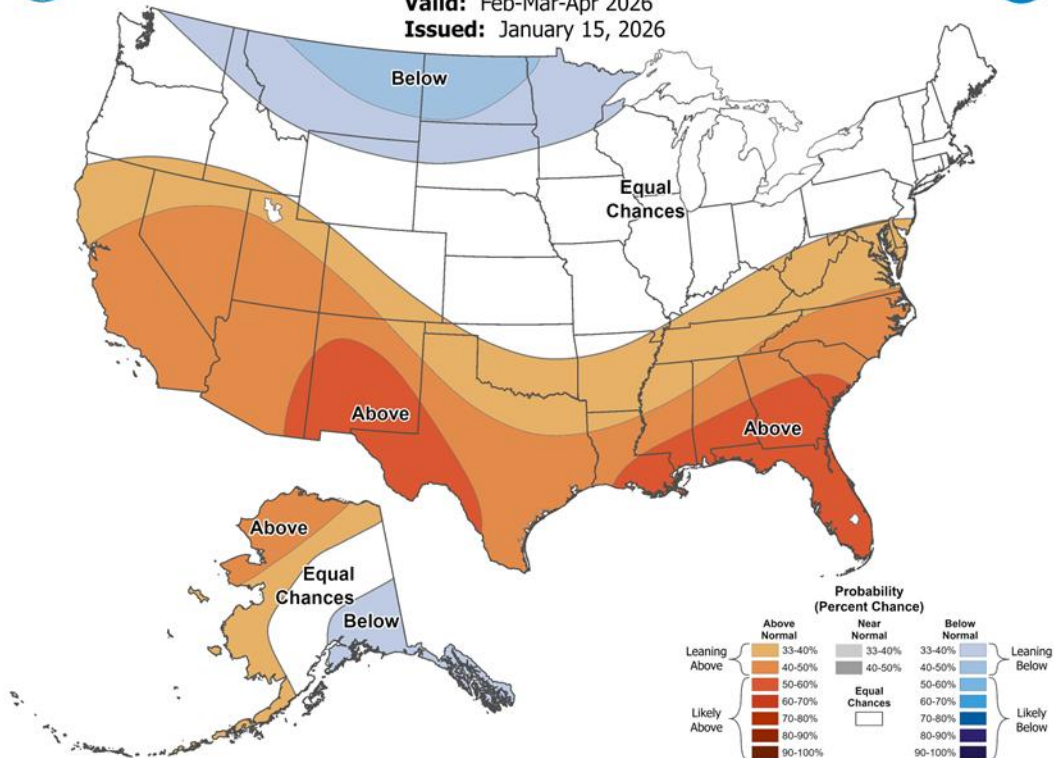 Valid: Feb-Mar-Apr 2026
Issued: January 15, 2026
Below
Equal
Chances
Above
Above
Above
Equal
Chances
Below
Probability
(Percent Chance)
Above
Normal
Near
Normal
Below
Normal
Leaning
Above
33-40%
40-50%
33-40%
40-50%
33-40%
40-50%
Leaning
Below
Likely
Above
50-60%
60-70%
70-80%
80-90%
90-100%
Equal
Chances
50-60%
60-70%
70-80%
80-90%
90-100%
Likely
Below